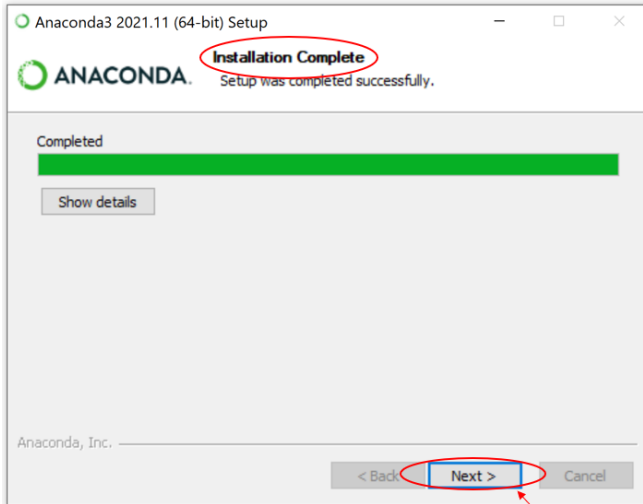 Anaconda3 2021.11 (64-bit) Setup
Installation Complete
ANACONDA.
Setup was completed successfully.
Completed
Show details
Anaconda, Inc.
< Back
Next >
Cancel